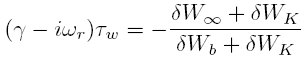 (γ − iω_r)τ_w = − (δW_∞ + δW_K) / (δW_b + δW_K)